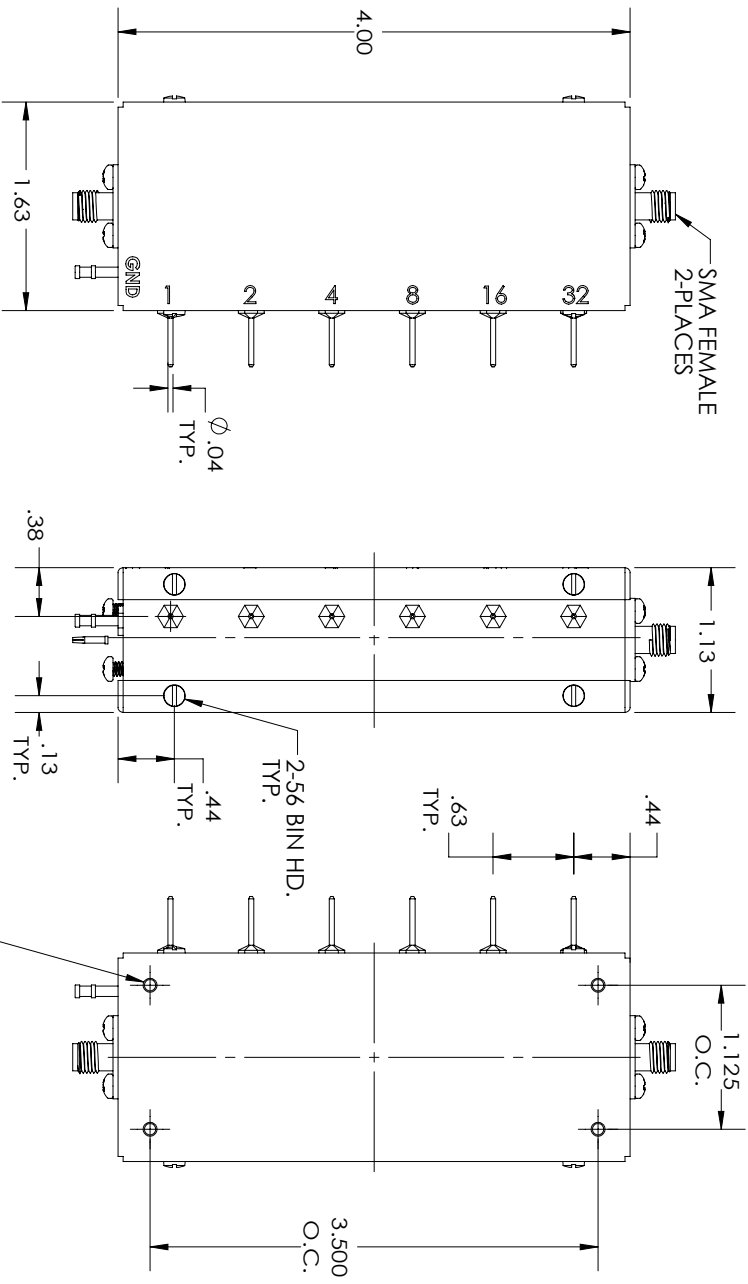 4.00
1.63
SMA FEMALE
2-PLACES
GND
1
2
4
8
16
32
Ø .04
TYP.
.38
1.13
.13
TYP.
.44
TYP.
2-56 BIN HD.
TYP.
.63
TYP.
.44
1.125
O.C.
3.500
O.C.